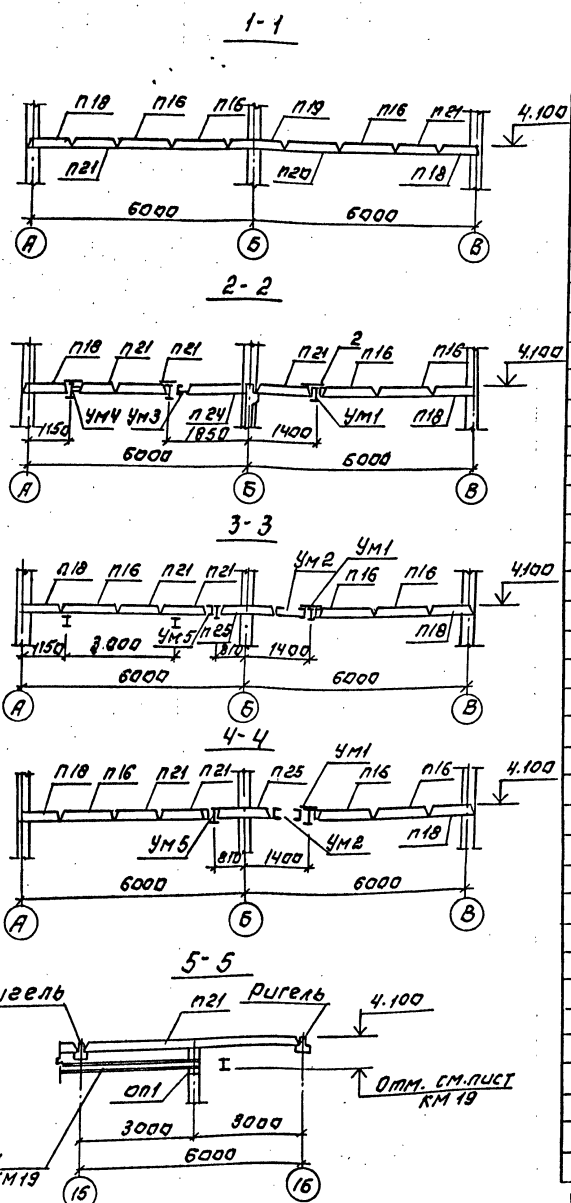 1-1
п18 п16 п16 п19 п16 п21 4.100
п21 п20 п18
6000 6000
А Б В
2-2
п18 п21 п21 п21 2 п16 п16 4.100
УМ4 УМ3 п24 УМ1 п18
1150 1850 1400
6000 6000
А Б В
3-3
п18 п16 п21 п21 УМ2 УМ1 п16 п16 4.100
УМ5 п25 п18
1150 3.000 810 1400
6000 6000
А Б В
4-4
п18 п16 п21 п21 п25 УМ1 п16 п16 4.100
УМ5 УМ2 п18
810 1400
6000 6000
А Б В
5-5
игель п21 Ригель 4.100
оп1 Отм. см. лист
КМ 19
3000 3000
КМ19 6000
15 16